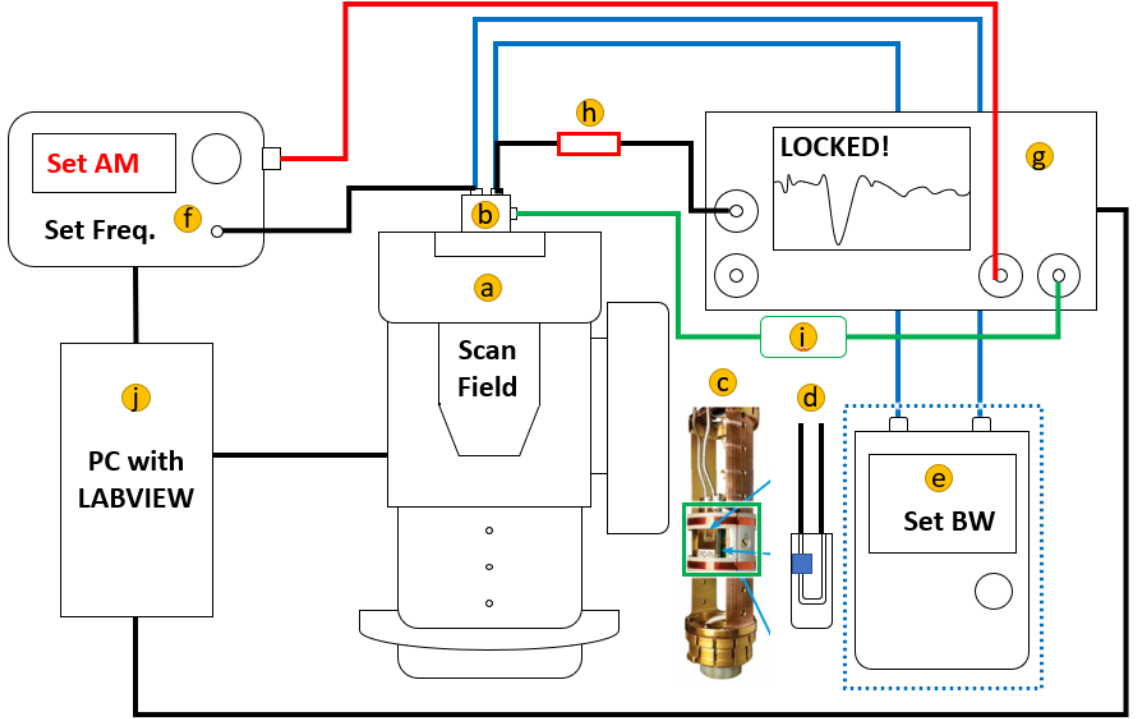 h
LOCKED!
g
Set AM
f
Set Freq.
b
a
Scan
Field
i
c
d
j
PC with
LABVIEW
e
Set BW